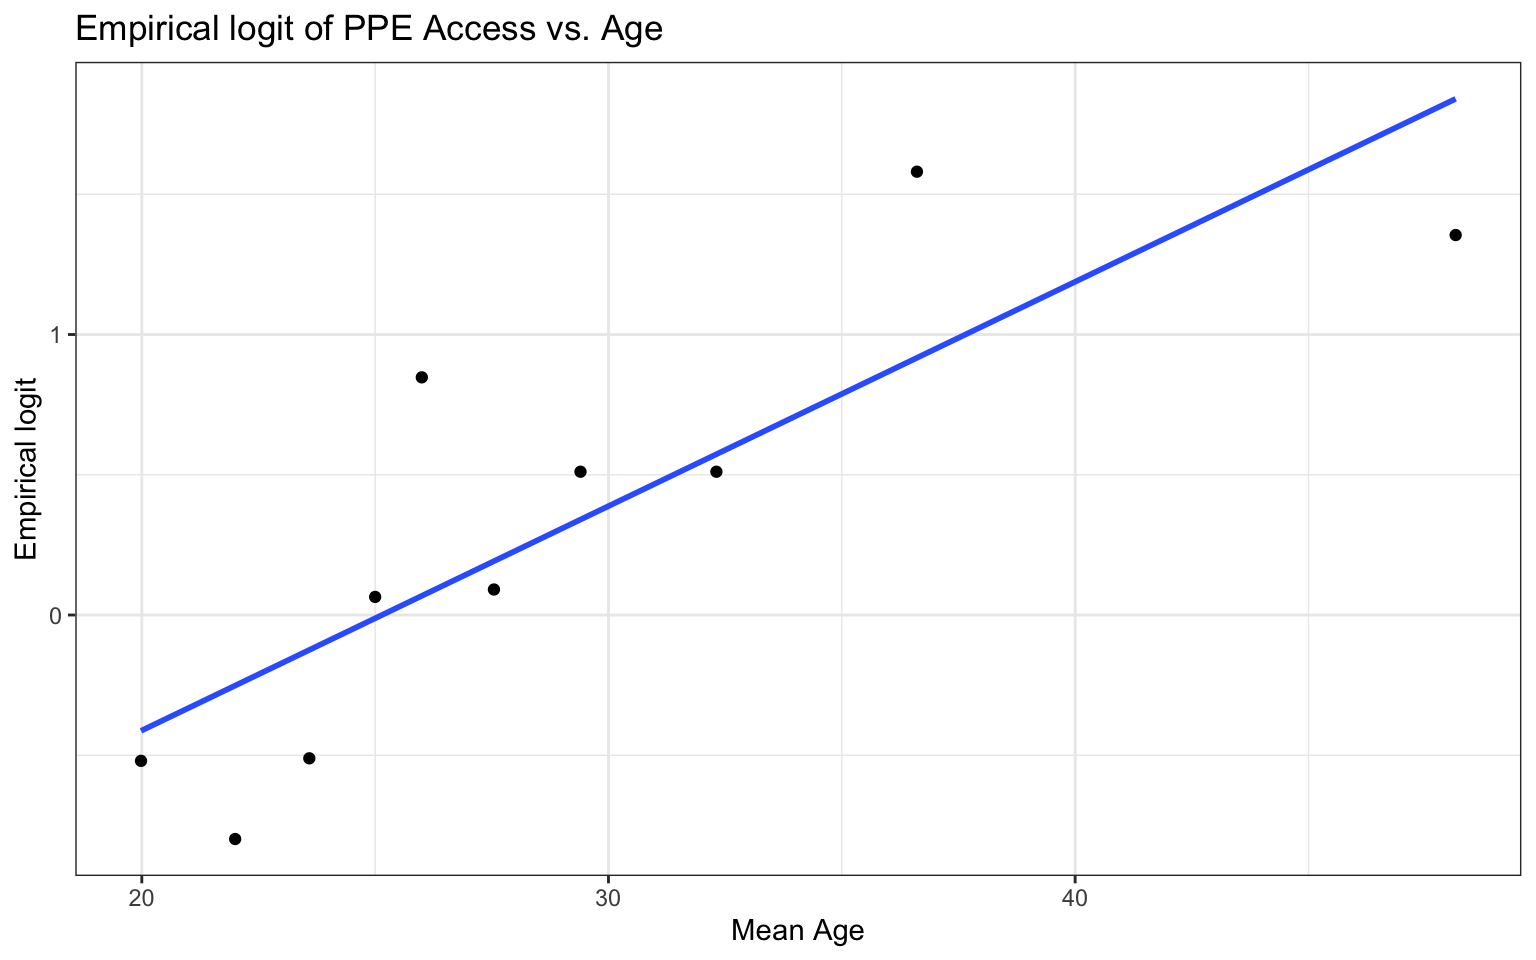 Empirical logit of PPE Access vs. Age
Empirical logit
1
0
20 30 40
Mean Age